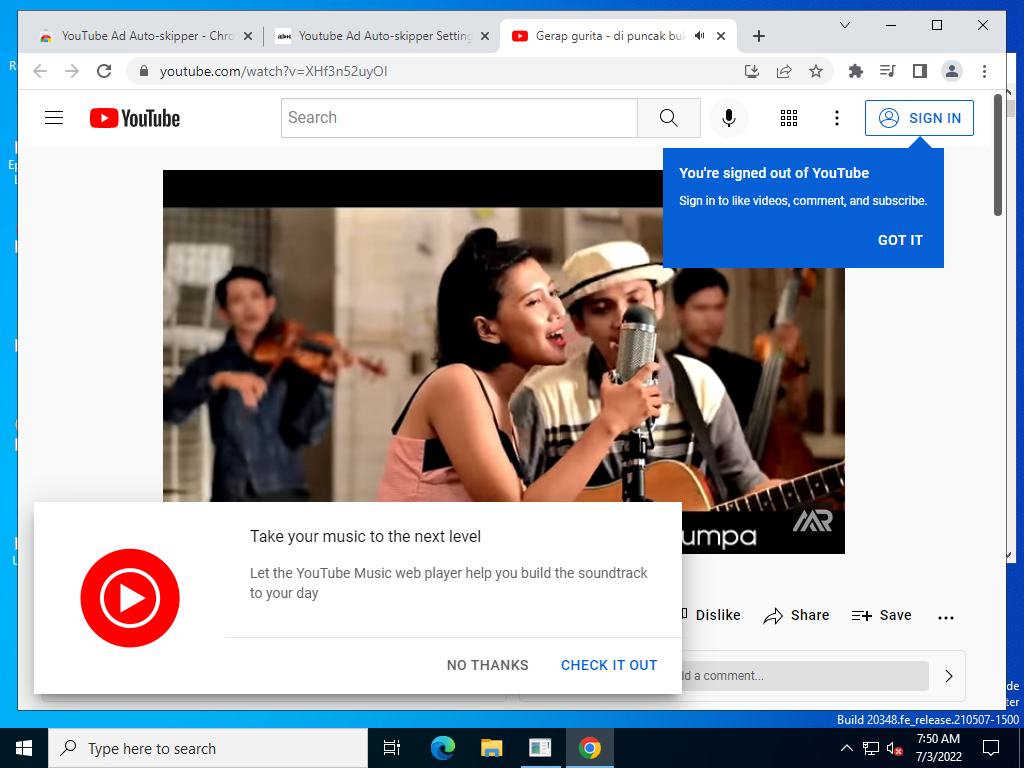 YouTube Ad Auto-skipper - Chro
Youtube Ad Auto-skipper Setting
Gerap gurita - di puncak buk
youtube.com/watch?v=XHf3n52uyOI
YouTube
Search
SIGN IN
You're signed out of YouTube
Sign in to like videos, comment, and subscribe.
GOT IT
MR
umpa
Take your music to the next level
Let the YouTube Music web player help you build the soundtrack
to your day
NO THANKS
CHECK IT OUT
Dislike
Share
Save
d a comment...
Build 20348.fe_release.210507-1500
Type here to search
7:50 AM
7/3/2022